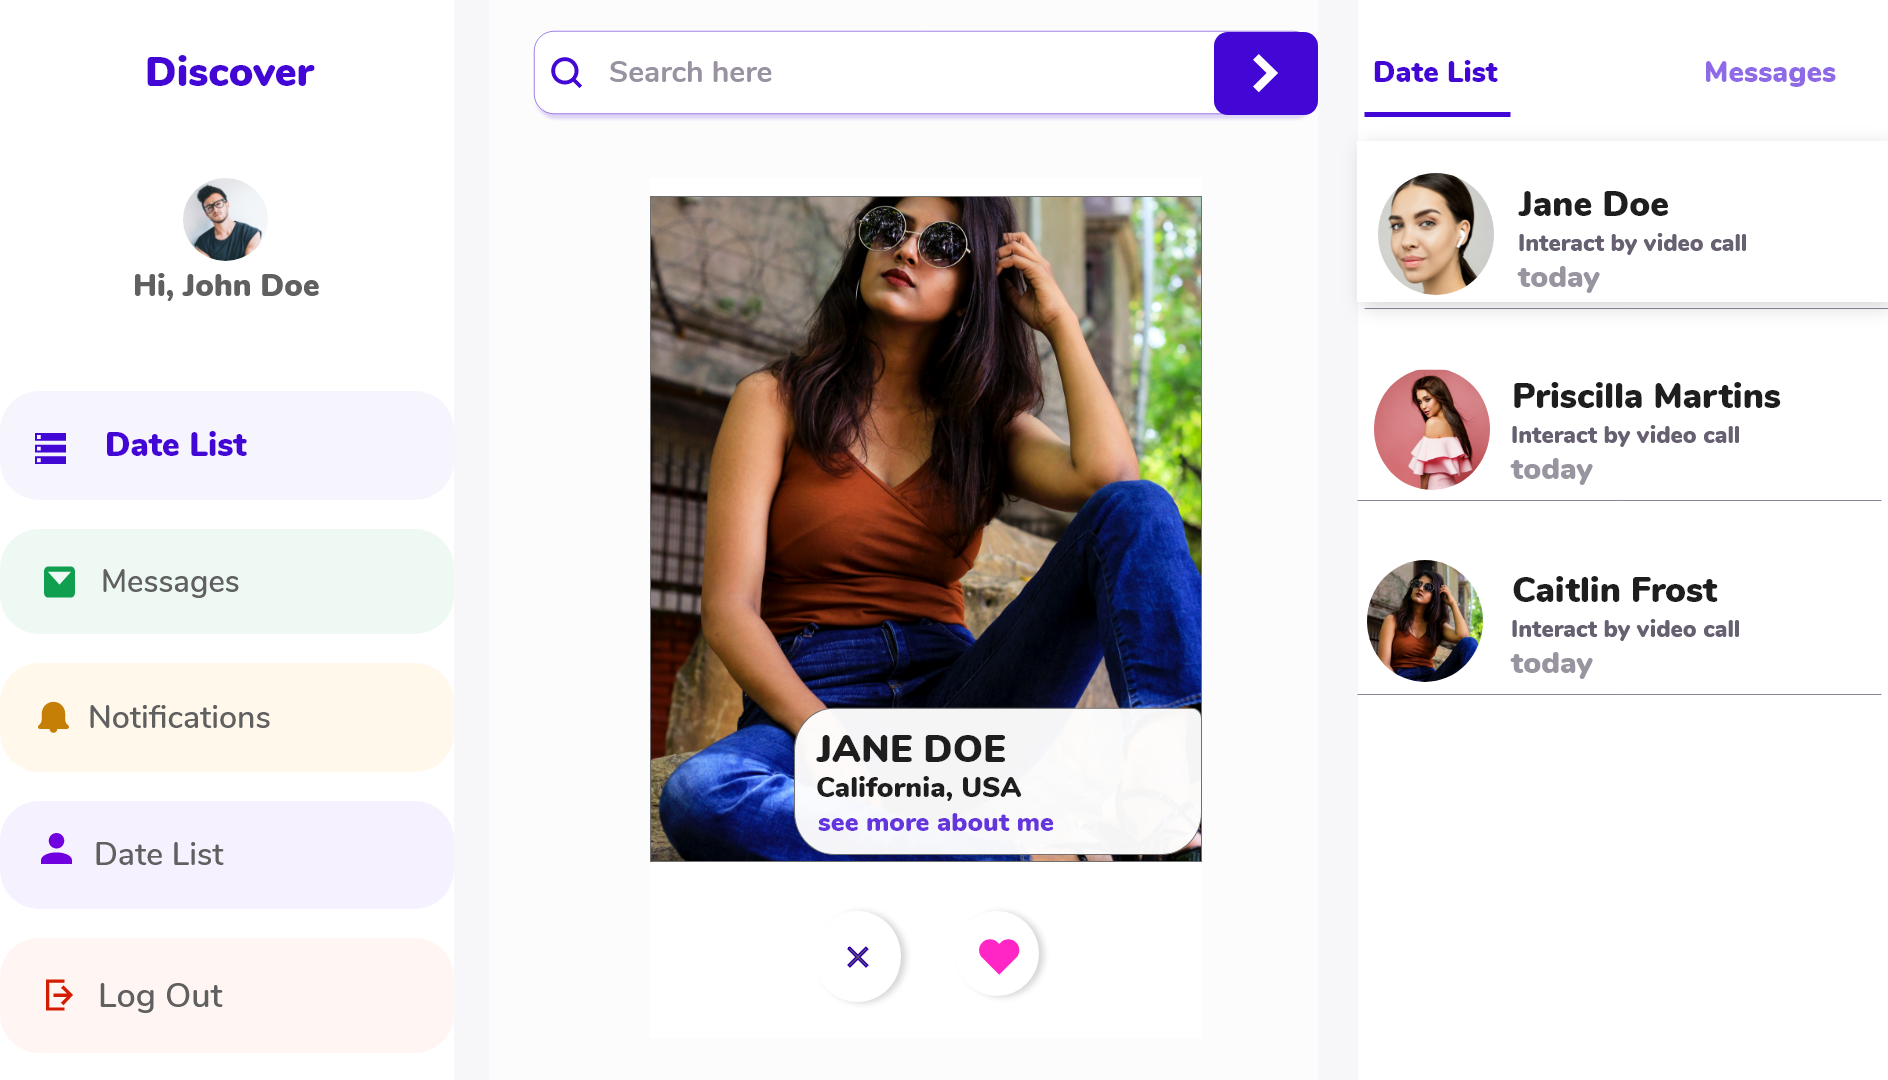 Discover
Hi, John Doe
Date List
Messages
Notifications
Date List
Log Out
Search here
JANE DOE
California, USA
see more about me
Date List
Messages
Jane Doe
Interact by video call
today
Priscilla Martins
Interact by video call
today
Caitlin Frost
Interact by video call
today